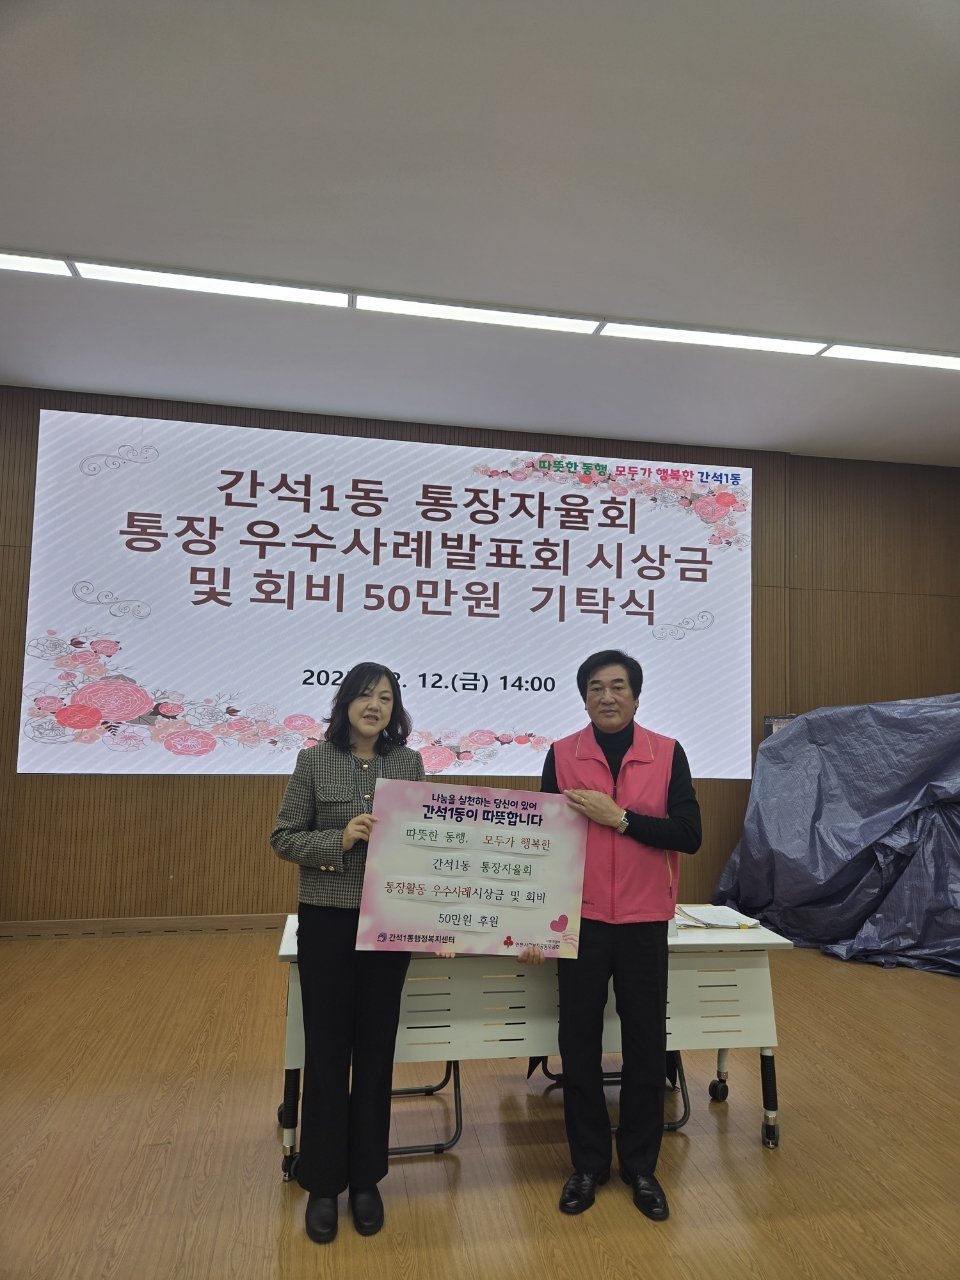 따뜻한 동행, 모두가 행복한 간석1동
간석1동 통장자율회
통장 우수사례발표회 시상금
및 회비 50만원 기탁식
12.(금) 14:00
나눔을 실천하는 당신이 있어
간석1동이 따뜻합니다
따뜻한 동행, 모두가 행복한
간석1동 통장자율회
통장활동 우수사례시상금 및 회비
50만원 후원
간석1동행정복지센터